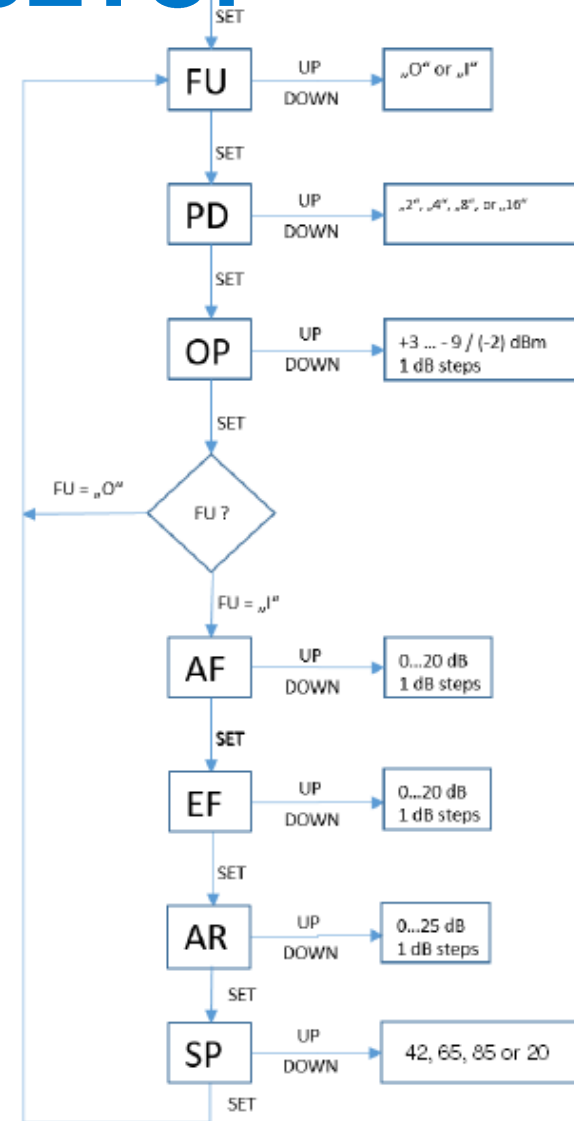 SET
FU
UP
DOWN
„O“ or „I“
SET
PD
UP
DOWN
„2“, „4“, „8“, or „16“
SET
OP
UP
DOWN
+3 ... - 9 / (-2) dBm
1 dB steps
SET
FU = „O“
FU ?
FU = „I“
AF
UP
DOWN
0...20 dB
1 dB steps
SET
EF
UP
DOWN
0...20 dB
1 dB steps
SET
AR
UP
DOWN
0...25 dB
1 dB steps
SET
SP
UP
DOWN
42, 65, 85 or 20
SET